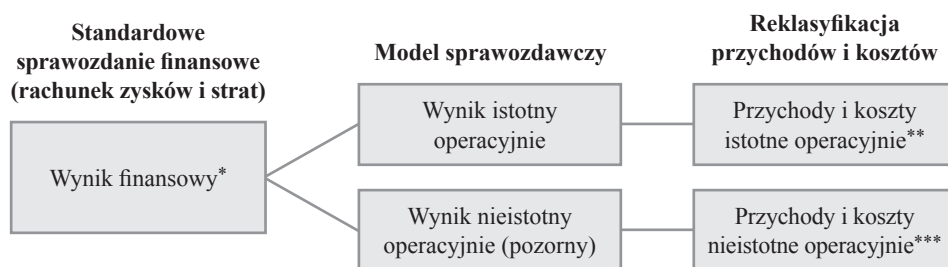 Standardowe
sprawozdanie finansowe
(rachunek zysków i strat)
Model sprawozdawczy
Reklasyfikacja
przychodów i kosztów
Wynik finansowy*
Wynik istotny
operacyjnie
Przychody i koszty
istotne operacyjnie**
Wynik nieistotny
operacyjnie (pozorny)
Przychody i koszty
nieistotne operacyjnie***